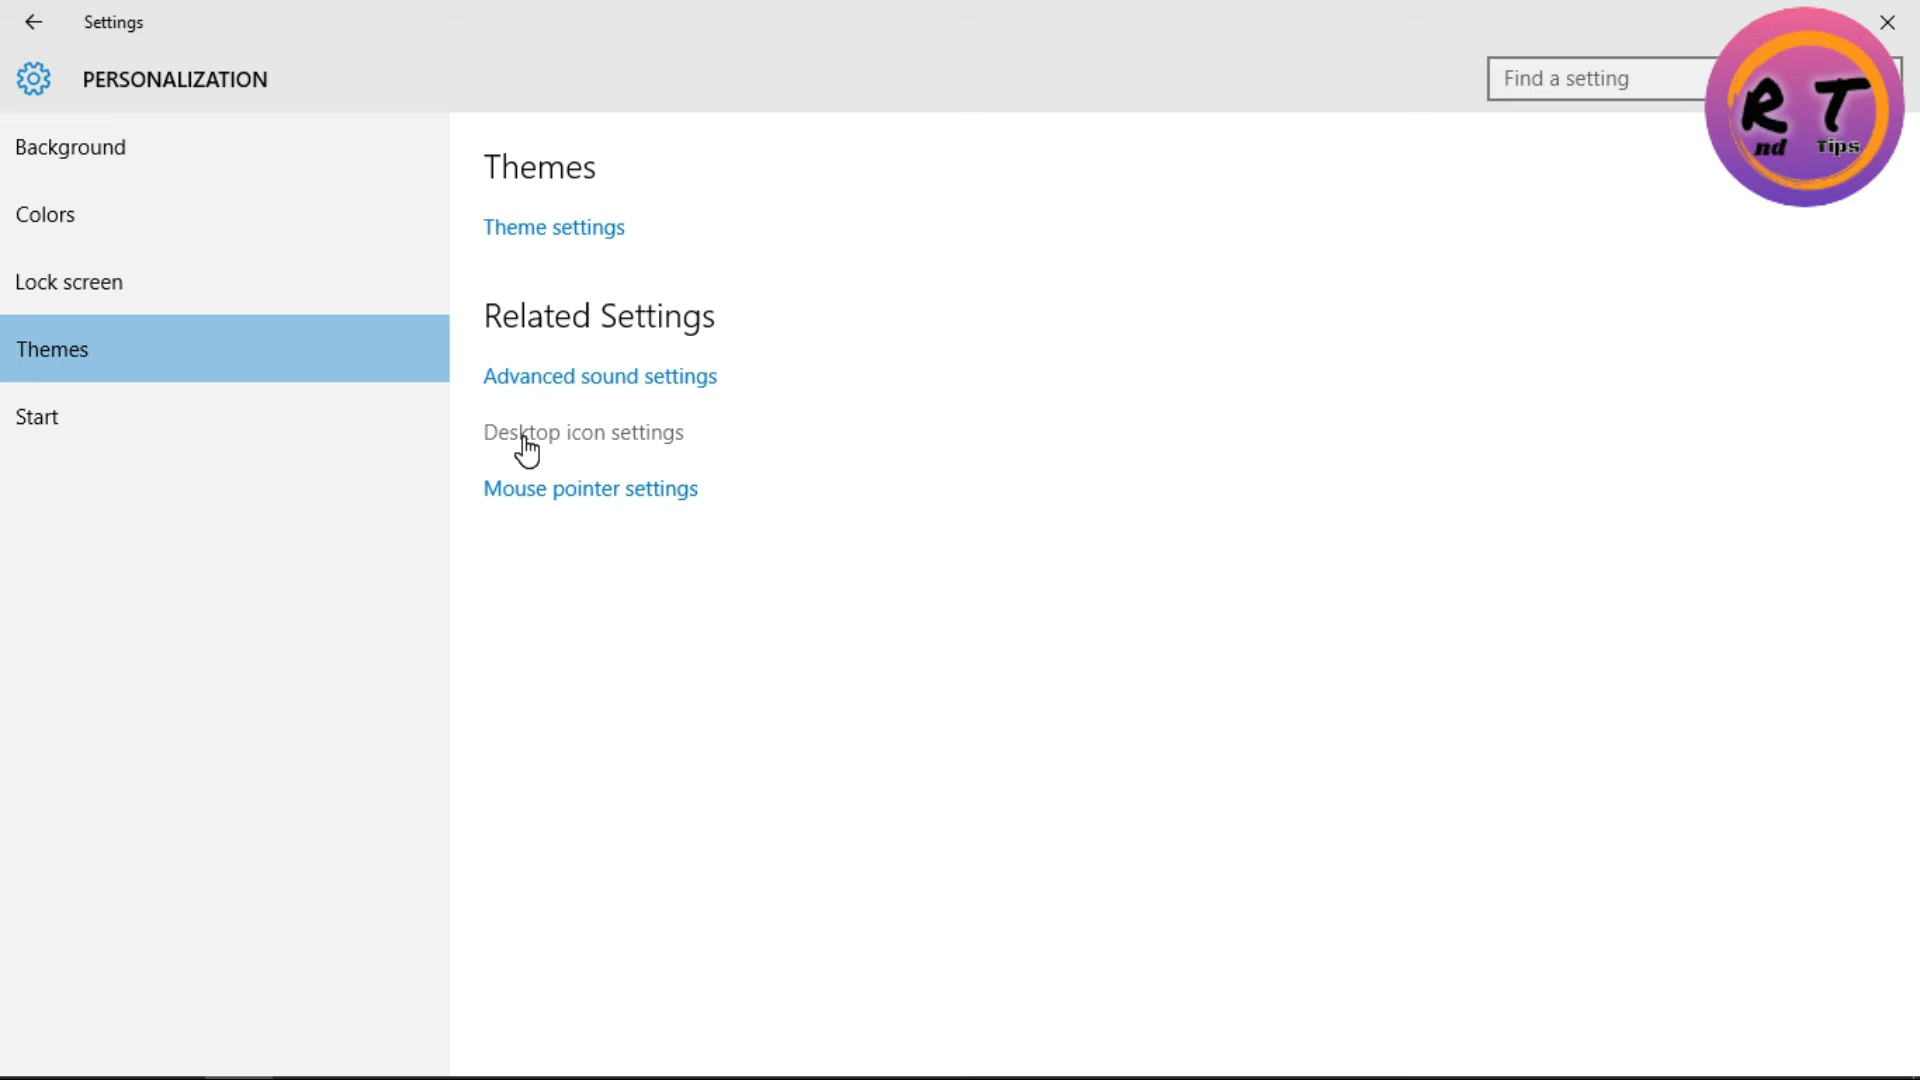 Settings
PERSONALIZATION
Find a setting
R T
nd Tips
Background
Colors
Lock screen
Themes
Start
Themes
Theme settings
Related Settings
Advanced sound settings
Desktop icon settings
Mouse pointer settings